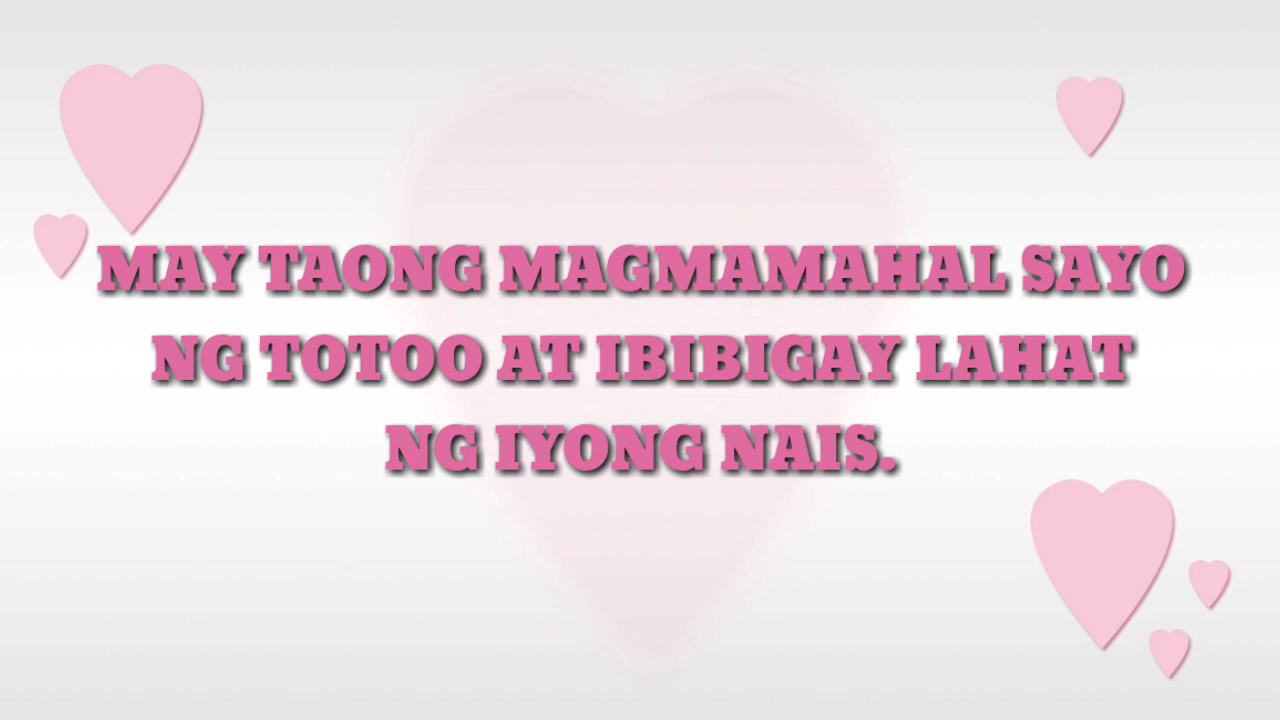 MAY TAONG MAGMAMAHAL SAYO
NG TOTOO AT IBIBIGAY LAHAT
NG IYONG NAIS.